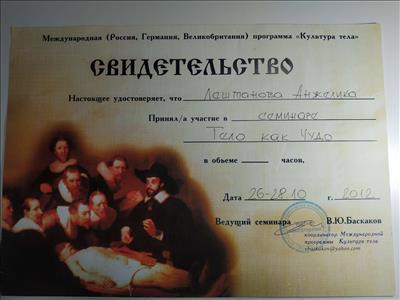 Международная (Россия, Германия, Великобритания) программа «Культура тела»
СВИДЕТЕЛЬСТВО
Настоящее удостоверяет, что Лаштанова Анжелика
Принял/а участие в семинаре
Тело как Чудо
в объеме часов,
Дата 26-28.10 г. 2012
Ведущий семинара В.Ю.Баскаков
координатор Международной
программы Культура тела